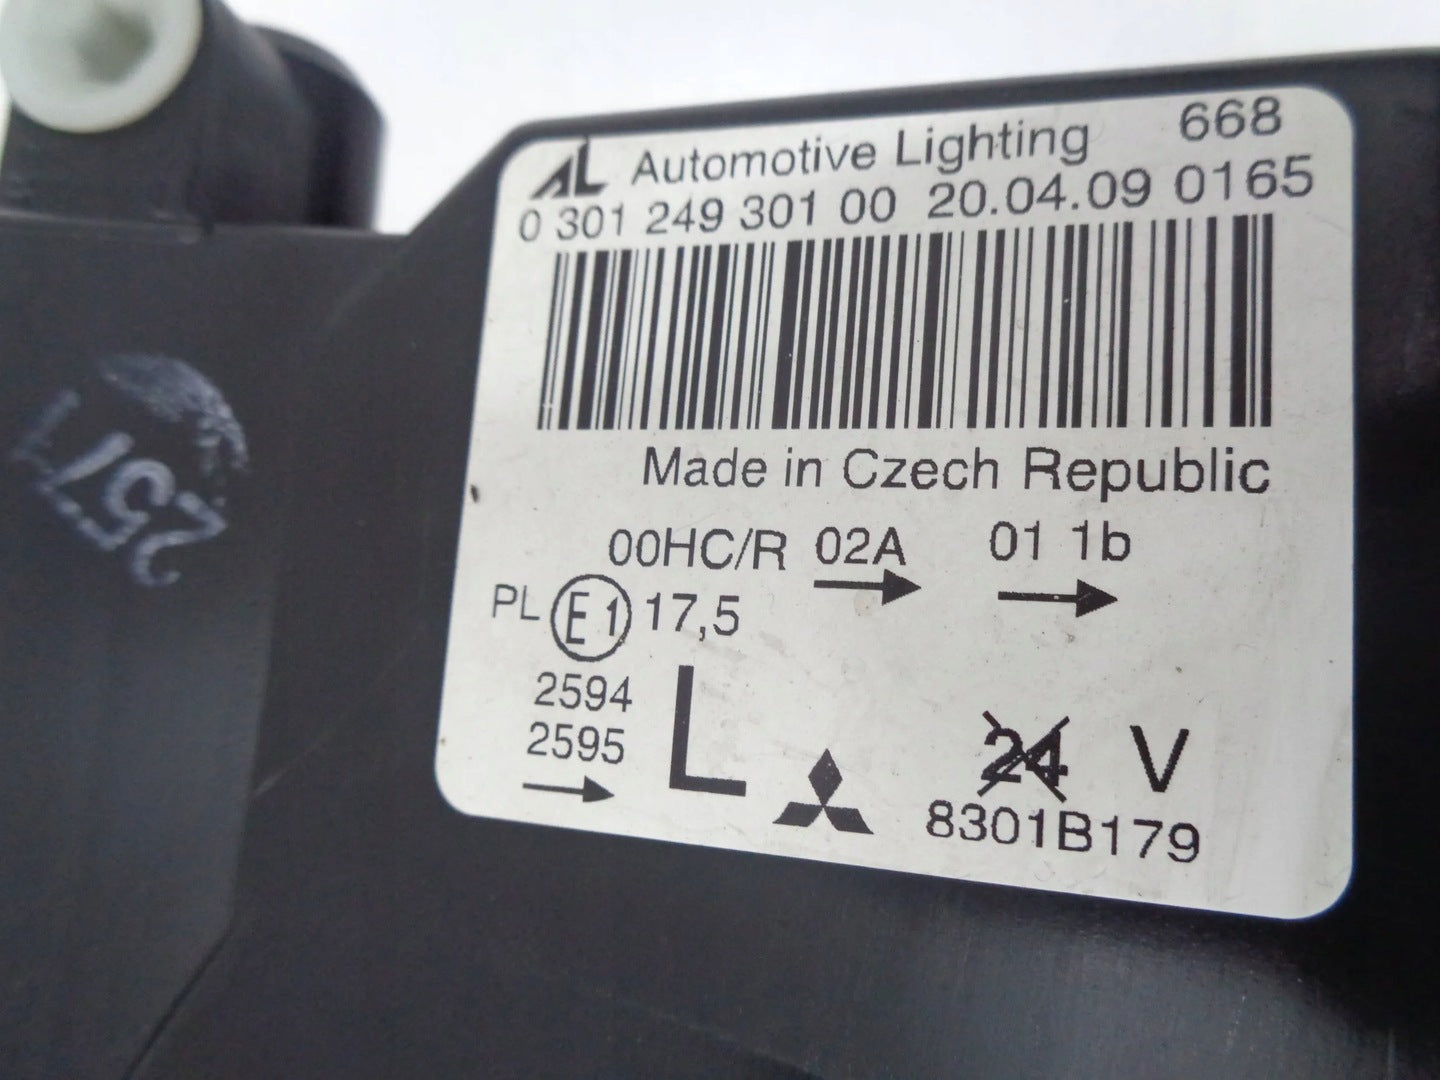 AL Automotive Lighting 668
0 301 249 301 00 20.04.09 0165
Made in Czech Republic
00HC/R 02A 01 1b
PL E1 17,5
2594
2595
L
24 V
8301B179
2571